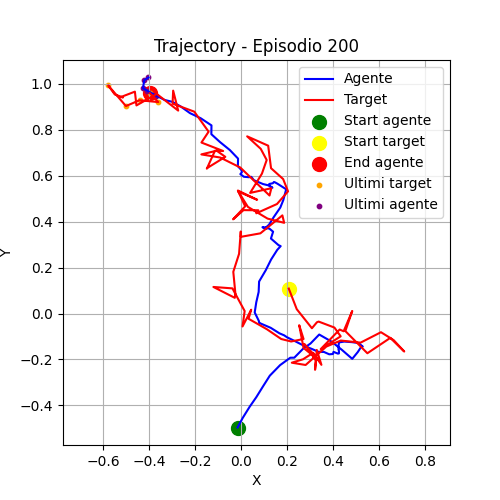 Trajectory - Episodio 200
1.0
0.8
0.6
0.4
0.2
0.0
−0.2
−0.4
Y
−0.6
−0.4
−0.2
0.0
0.2
0.4
0.6
0.8
X
Agente
Target
Start agente
Start target
End agente
Ultimi target
Ultimi agente